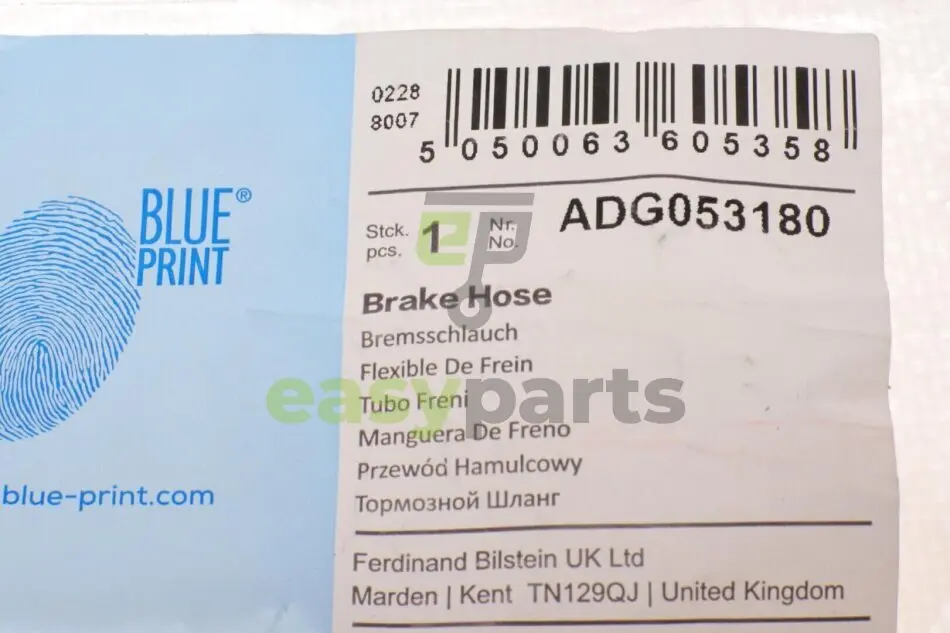 0228
8007
5 050063 605358
BLUE®
PRINT
Stck.
pcs.
1
Nr.
No.
ADG053180
Brake Hose
Bremsschlauch
Flexible De Frein
Tubo Freni
Manguera De Freno
Przewód Hamulcowy
Тормозной Шланг
easyparts
blue-print.com
Ferdinand Bilstein UK Ltd
Marden | Kent TN129QJ | United Kingdom